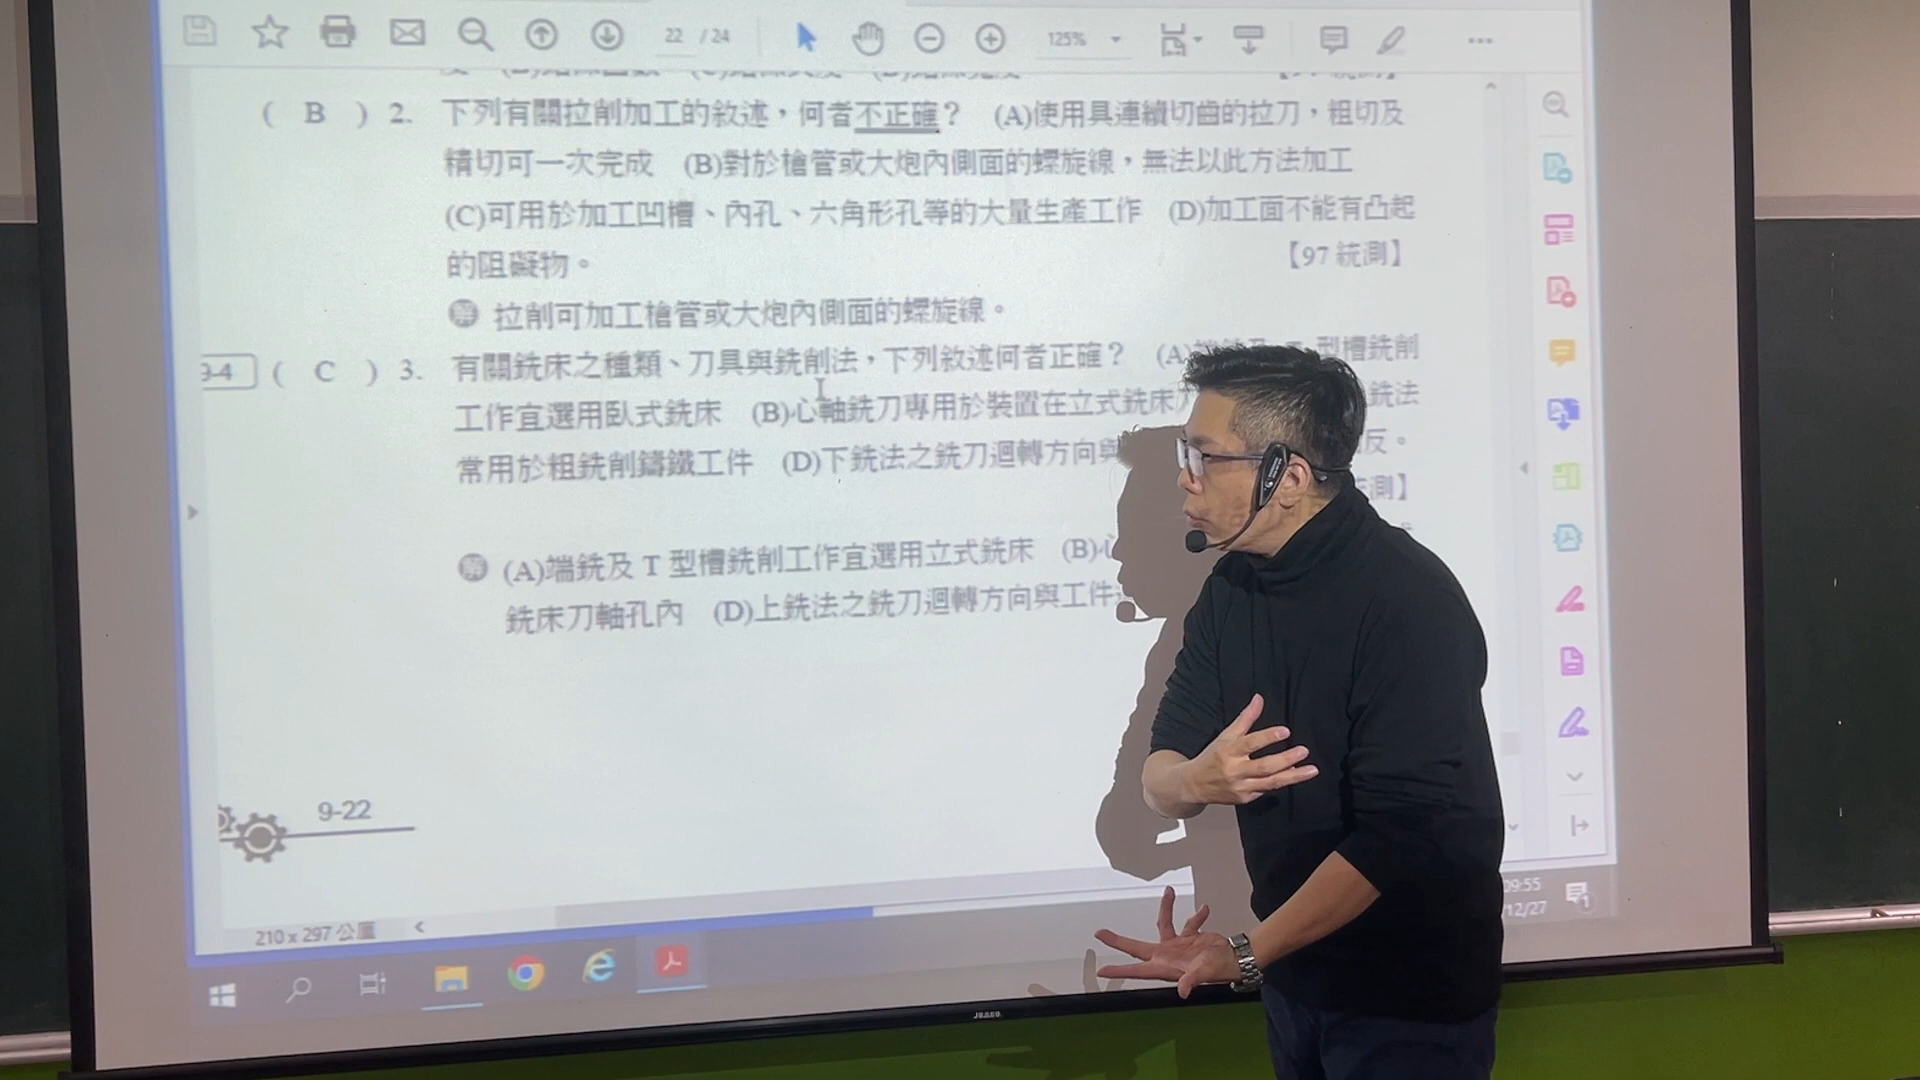 22 / 24
125%
( B ) 2. 下列有關拉削加工的敘述，何者不正確？ (A)使用具連續切齒的拉刀，粗切及
精切可一次完成 (B)對於槍管或大炮內側面的螺旋線，無法以此方法加工
(C)可用於加工凹槽、內孔、六角形孔等的大量生產工作 (D)加工面不能有凸起
的阻礙物。
【97 統測】
解 拉削可加工槍管或大炮內側面的螺旋線。
9-4 ( C ) 3. 有關銑床之種類、刀具與銑削法，下列敘述何者正確？ (A) 型槽銑削
工作宜選用臥式銑床 (B)心軸銑刀專用於裝置在立式銑床 銑法
常用於粗銑削鑄鐵工件 (D)下銑法之銑刀迴轉方向與 反。
測】
解 (A)端銑及 T 型槽銑削工作宜選用立式銑床 (B)心
銑床刀軸孔內 (D)上銑法之銑刀迴轉方向與工件
9-22
210 x 297 公厘
09:55
/12/27